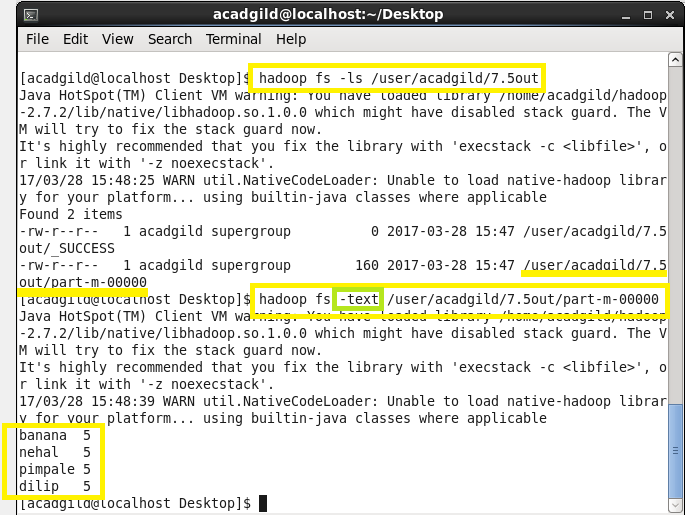 acadgild@localhost:~/Desktop
File Edit View Search Terminal Help
[acadgild@localhost Desktop]$ hadoop fs -ls /user/acadgild/7.5out
Java HotSpot(TM) Client VM warning: You have loaded library /home/acadgild/hadoop
-2.7.2/lib/native/libhadoop.so.1.0.0 which might have disabled stack guard. The V
M will try to fix the stack guard now.
It's highly recommended that you fix the library with 'execstack -c <libfile>', o
r link it with '-z noexecstack'.
17/03/28 15:48:25 WARN util.NativeCodeLoader: Unable to load native-hadoop librar
y for your platform... using builtin-java classes where applicable
Found 2 items
-rw-r--r--   1 acadgild supergroup          0 2017-03-28 15:47 /user/acadgild/7.5
out/_SUCCESS
-rw-r--r--   1 acadgild supergroup        160 2017-03-28 15:47 /user/acadgild/7.5
out/part-m-00000
[acadgild@localhost Desktop]$ hadoop fs -text /user/acadgild/7.5out/part-m-00000
Java HotSpot(TM) Client VM warning: You have loaded library /home/acadgild/hadoop
-2.7.2/lib/native/libhadoop.so.1.0.0 which might have disabled stack guard. The V
M will try to fix the stack guard now.
It's highly recommended that you fix the library with 'execstack -c <libfile>', o
r link it with '-z noexecstack'.
17/03/28 15:48:39 WARN util.NativeCodeLoader: Unable to load native-hadoop librar
y for your platform... using builtin-java classes where applicable
banana  5
nehal   5
pimpale 5
dilip   5
[acadgild@localhost Desktop]$